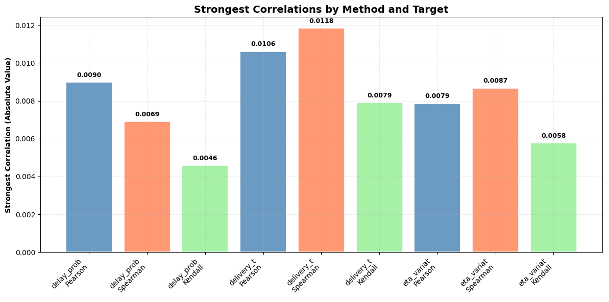 Strongest Correlations by Method and Target
Strongest Correlation (Absolute Value)
0.012
0.010
0.008
0.006
0.004
0.002
0.000
0.0090
0.0069
0.0046
0.0106
0.0118
0.0079
0.0079
0.0087
0.0058
delay_prob
Pearson
delay_prob
Spearman
delay_prob
Kendall
delivery_t
Pearson
delivery_t
Spearman
delivery_t
Kendall
eta_variat
Pearson
eta_variat
Spearman
eta_variat
Kendall